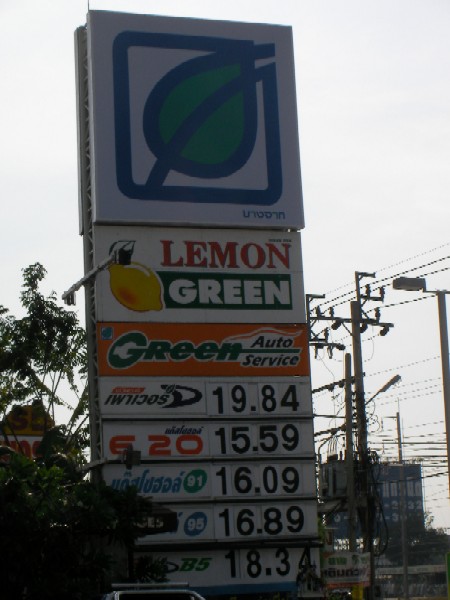 บางจาก
LEMON
GREEN
Green Auto
Service
เพาเวอร์ D 19.84
E20 15.59
แก๊สโซฮอล์ 91 16.09
95 16.89
B5 18.34